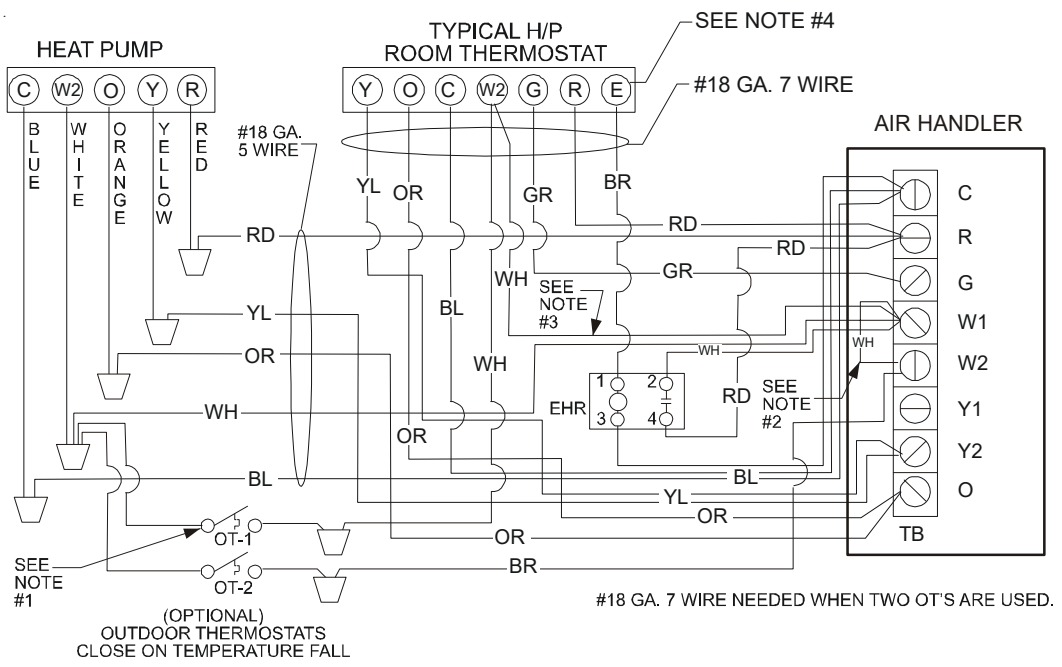 HEAT PUMP
C W2 O Y R
BLUE
WHITE
ORANGE
YELLOW
RED
#18 GA.
5 WIRE
TYPICAL H/P
ROOM THERMOSTAT
Y O C W2 G R E
SEE NOTE #4
#18 GA. 7 WIRE
AIR HANDLER
YL
OR
GR
BR
RD
RD
RD
GR
WH
SEE
NOTE
#3
BL
YL
OR
WH
WH
WH
RD
1 2
EHR
3 4
SEE
NOTE
#2
WH
OR
BL
BL
YL
OR
OR
BR
C
R
G
W1
W2
Y1
Y2
O
TB
SEE
NOTE
#1
OT-1
OT-2
(OPTIONAL)
OUTDOOR THERMOSTATS
CLOSE ON TEMPERATURE FALL
#18 GA. 7 WIRE NEEDED WHEN TWO OT'S ARE USED.